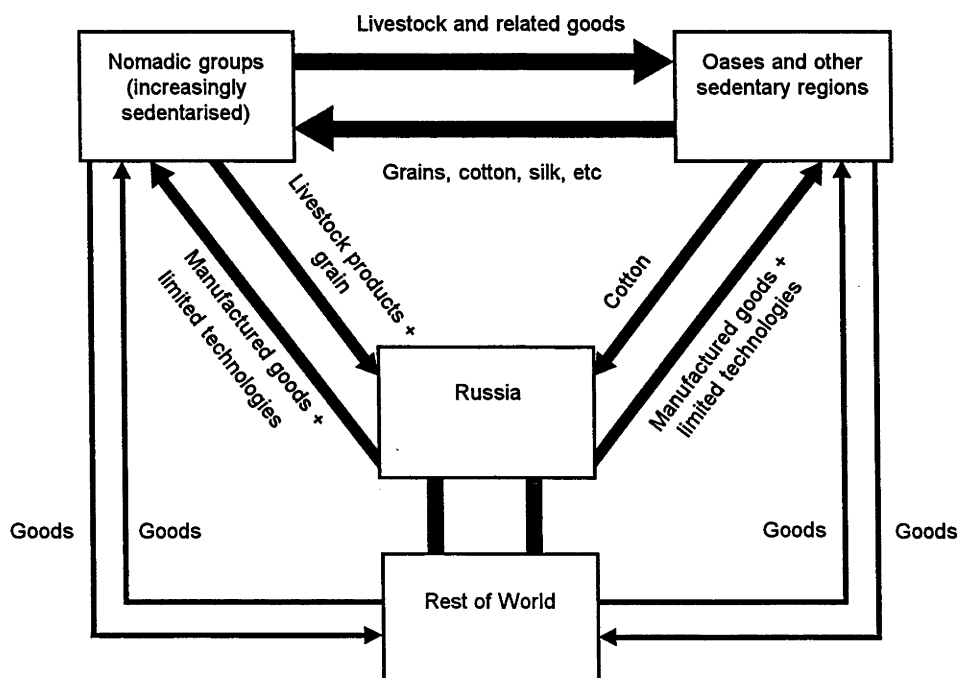 Livestock and related goods
Nomadic groups
(increasingly
sedentarised)
Oases and other
sedentary regions
Grains, cotton, silk, etc
Livestock products +
grain
Manufactured goods +
limited technologies
Cotton
Manufactured goods +
limited technologies
Russia
Goods
Goods
Goods
Goods
Rest of World